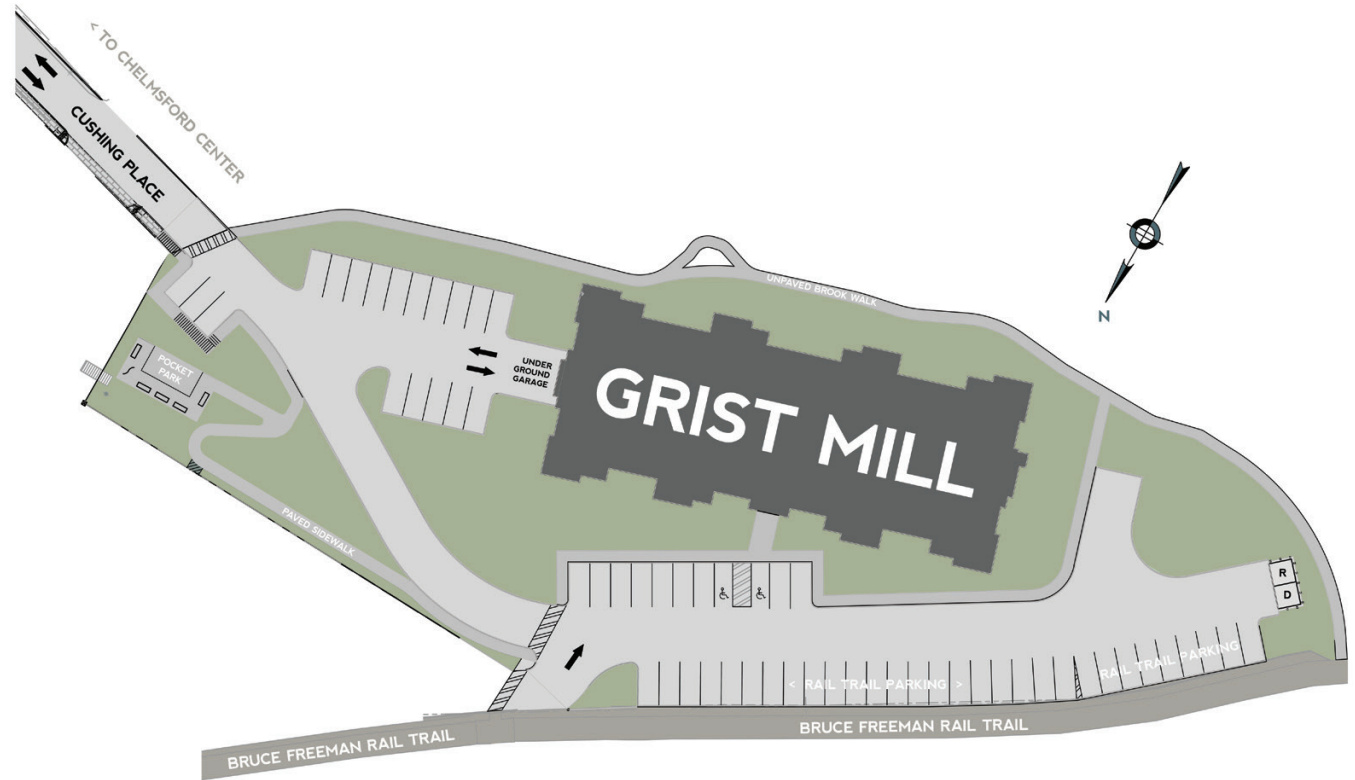 < TO CHELMSFORD CENTER
CUSHING PLACE
UNPAVED BROOK WALK
N
POCKET
PARK
UNDER
GROUND
GARAGE
GRIST MILL
PAVED SIDEWALK
R
D
< RAIL TRAIL PARKING >
RAIL TRAIL PARKING
BRUCE FREEMAN RAIL TRAIL
BRUCE FREEMAN RAIL TRAIL